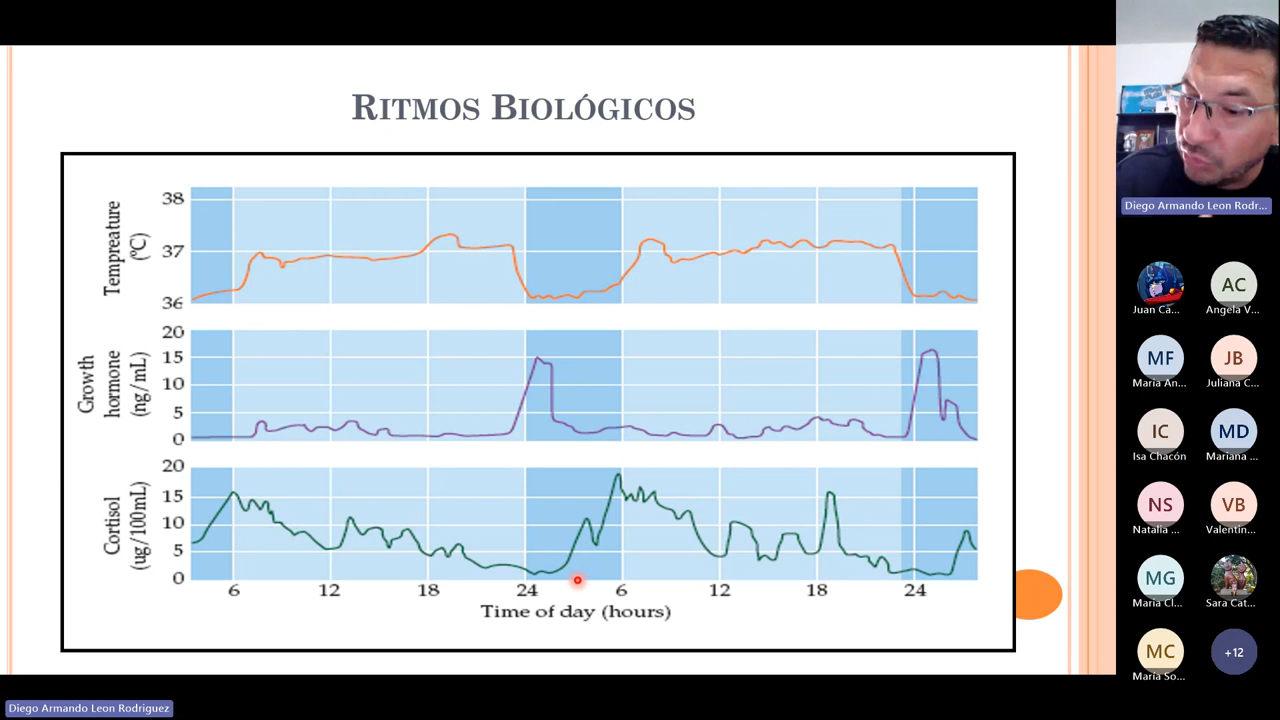 RITMOS BIOLÓGICOS
Tempreature
(ºC)
38
37
36
Growth
hormone
(ng/mL)
20
15
10
5
0
Cortisol
(ug/100mL)
20
15
10
5
0
6 12 18 24 6 12 18 24
Time of day (hours)
Diego Armando Leon Rodr...
Juan Ca...
AC
Angela V...
MF
Maria An...
JB
Juliana C...
IC
Isa Chacón
MD
Mariana ...
NS
Natalia ...
VB
Valentin...
MG
Maria Cl...
Sara Cat...
MC
Maria So...
+12
Diego Armando Leon Rodriguez